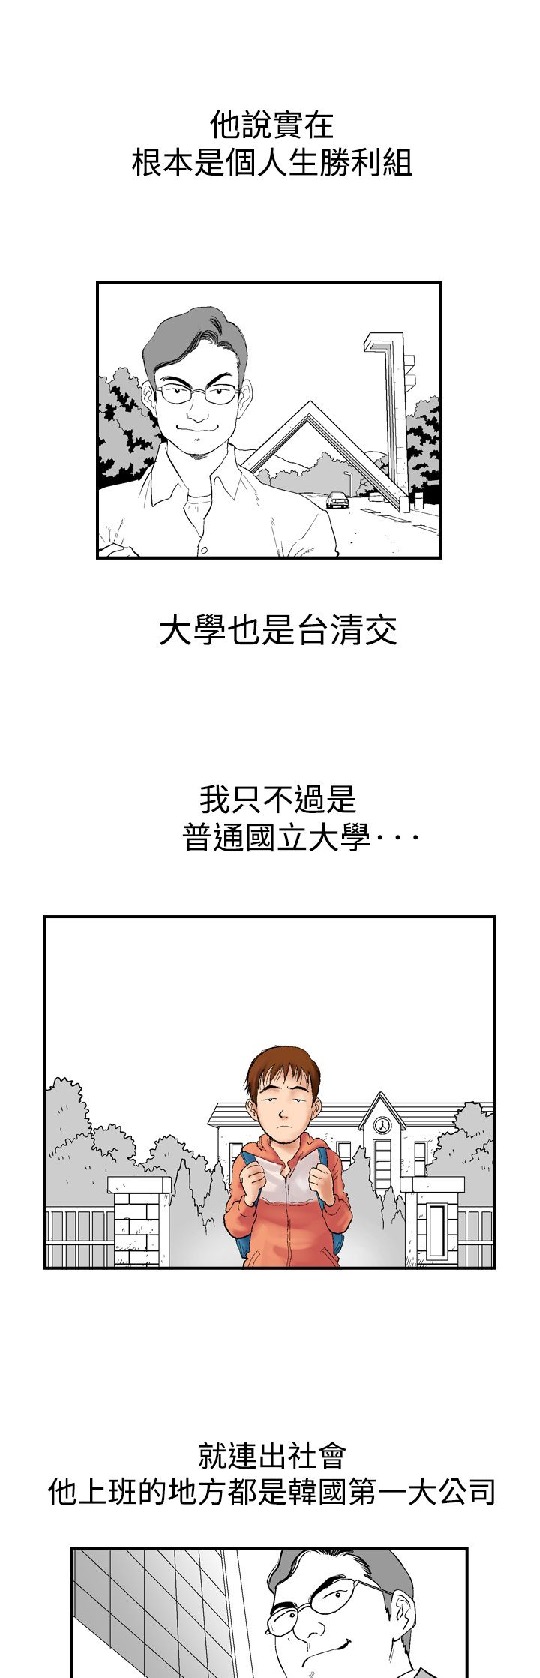 他說實在
根本是個人生勝利組
大學也是台清交
我只不過是
普通國立大學···
就連出社會
他上班的地方都是韓國第一大公司